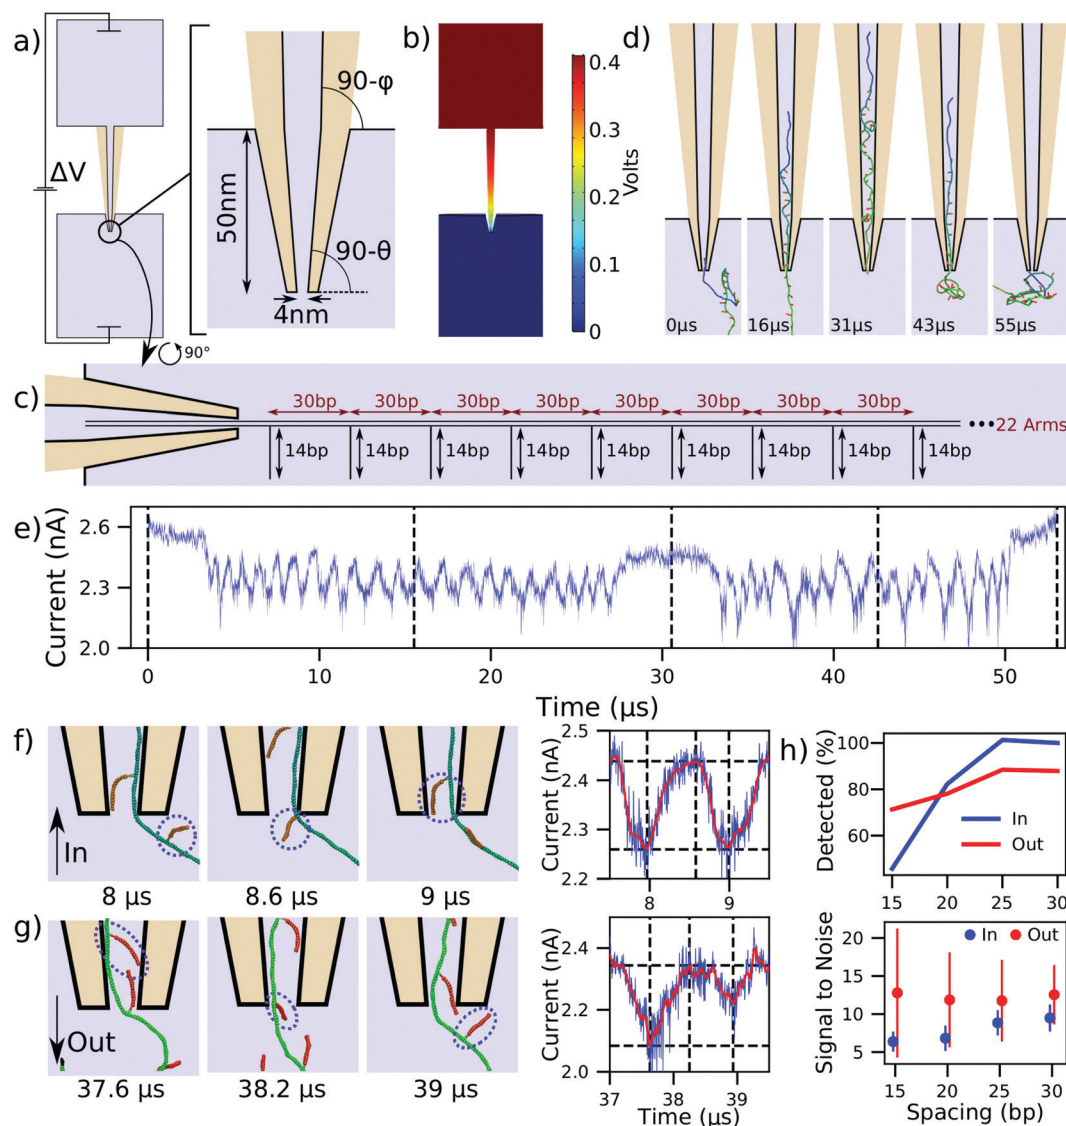 a)
ΔV
90-φ
50nm
90-θ
4nm
90°
b)
0.4
0.3
0.2
0.1
0
Volts
d)
0μs
16μs
31μs
43μs
55μs
c)
30bp 30bp 30bp 30bp 30bp 30bp 30bp
14bp 14bp 14bp 14bp 14bp 14bp 14bp 14bp 14bp
•••22 Arms
e)
Current (nA)
2.6
2.3
2.0
0 10 20 30 40 50
Time (μs)
f)
In
8 μs 8.6 μs 9 μs
Current (nA)
2.5
2.4
2.3
2.2
8 9
g)
Out
37.6 μs 38.2 μs 39 μs
Current (nA)
2.4
2.2
2.0
37 38 39
Time (μs)
h)
Detected (%)
100
80
60
In
Out
15 20 25 30
Signal to Noise
20
15
10
5
In Out
15 20 25 30
Spacing (bp)